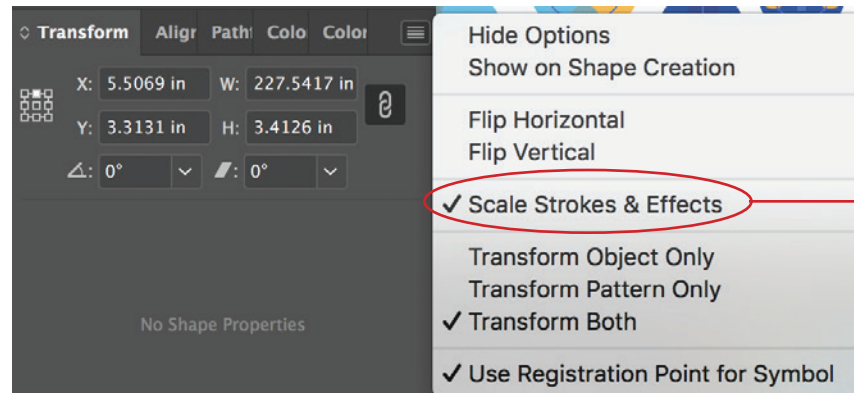 Transform Aligr Path Colo Color
X: 5.5069 in W: 227.5417 in
Y: 3.3131 in H: 3.4126 in
0° : 0°
No Shape Properties
Hide Options
Show on Shape Creation
Flip Horizontal
Flip Vertical
✓ Scale Strokes & Effects
Transform Object Only
Transform Pattern Only
✓ Transform Both
✓ Use Registration Point for Symbol